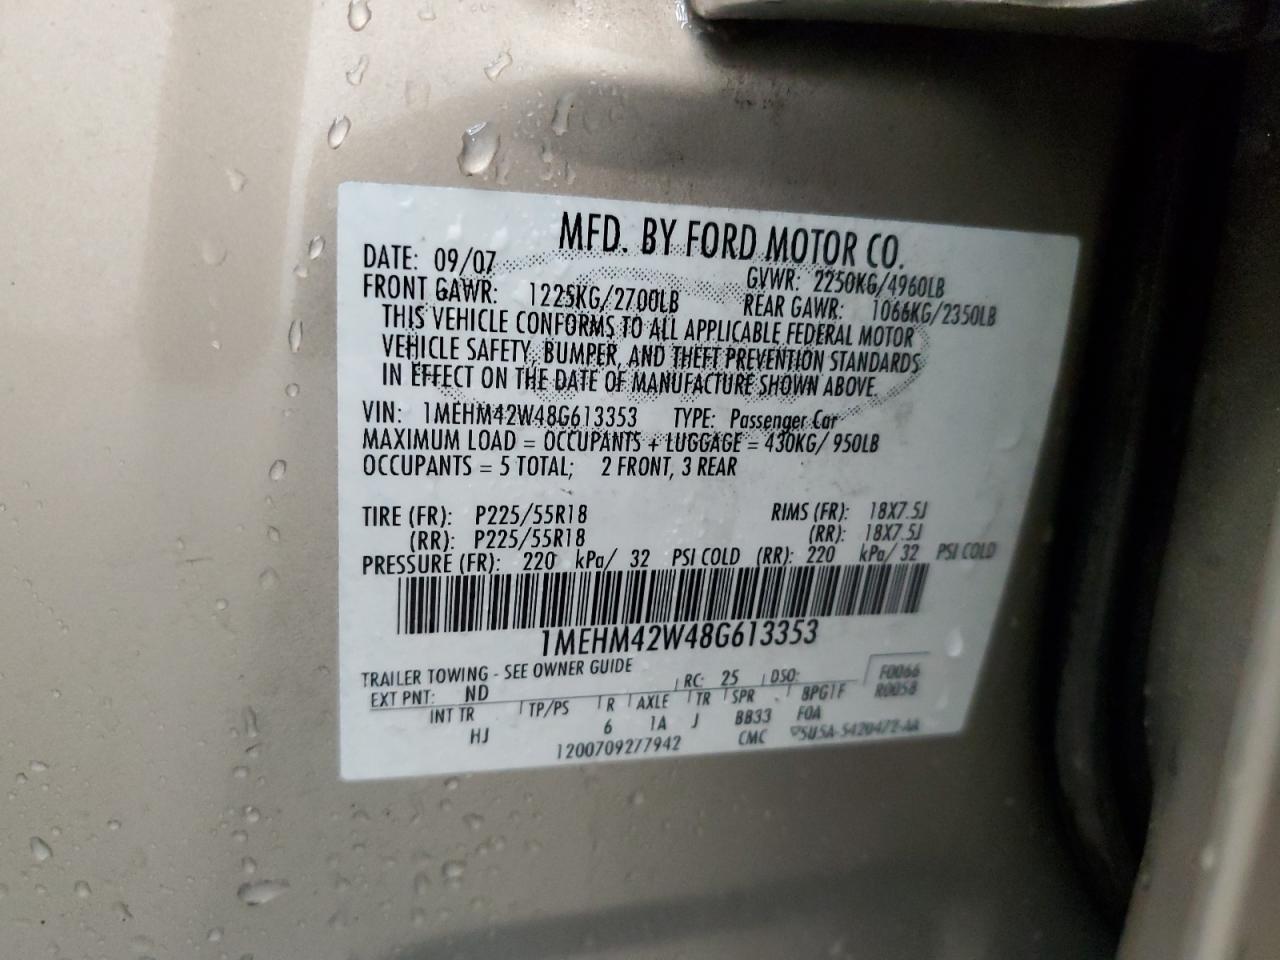 MFD. BY FORD MOTOR CO.
DATE: 09/07 GVWR: 2250KG/4960LB
FRONT GAWR: 1225KG/2700LB REAR GAWR: 1066KG/2350LB
THIS VEHICLE CONFORMS TO ALL APPLICABLE FEDERAL MOTOR
VEHICLE SAFETY, BUMPER, AND THEFT PREVENTION STANDARDS
IN EFFECT ON THE DATE OF MANUFACTURE SHOWN ABOVE.
VIN: 1MEHM42W48G613353 TYPE: Passenger Car
MAXIMUM LOAD = OCCUPANTS + LUGGAGE = 430KG/ 950LB
OCCUPANTS = 5 TOTAL; 2 FRONT, 3 REAR
TIRE (FR): P225/55R18 RIMS (FR): 18X7.5J
(RR): P225/55R18 (RR): 18X7.5J
PRESSURE (FR): 220 kPa/ 32 PSI COLD (RR): 220 kPa/ 32 PSI COLD
1MEHM42W48G613353
TRAILER TOWING - SEE OWNER GUIDE
EXT PNT: ND RC: 25 DSO: F0066
R0058
INT TR TP/PS R AXLE TR SPR 8PG1F
HJ 6 1A J BB33 FOA
1200709277942 CMC